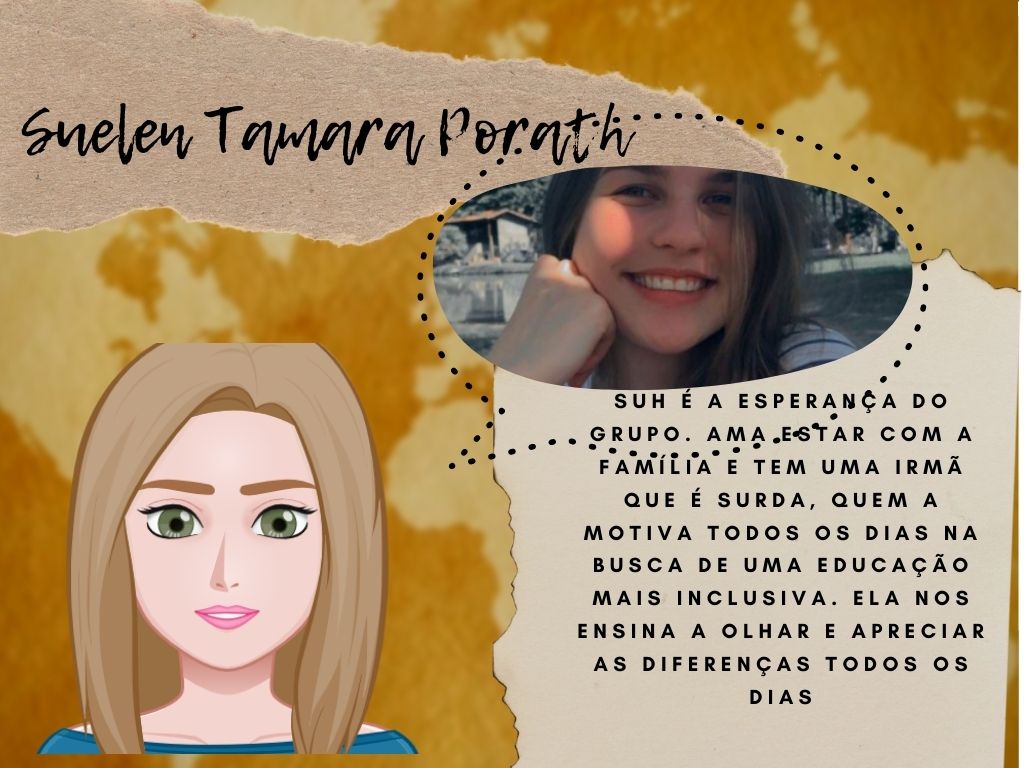 Suelen Tamara Porath
SUH É A ESPERANÇA DO
GRUPO. AMA ESTAR COM A
FAMÍLIA E TEM UMA IRMÃ
QUE É SURDA, QUEM A
MOTIVA TODOS OS DIAS NA
BUSCA DE UMA EDUCAÇÃO
MAIS INCLUSIVA. ELA NOS
ENSINA A OLHAR E APRECIAR
AS DIFERENÇAS TODOS OS
DIAS